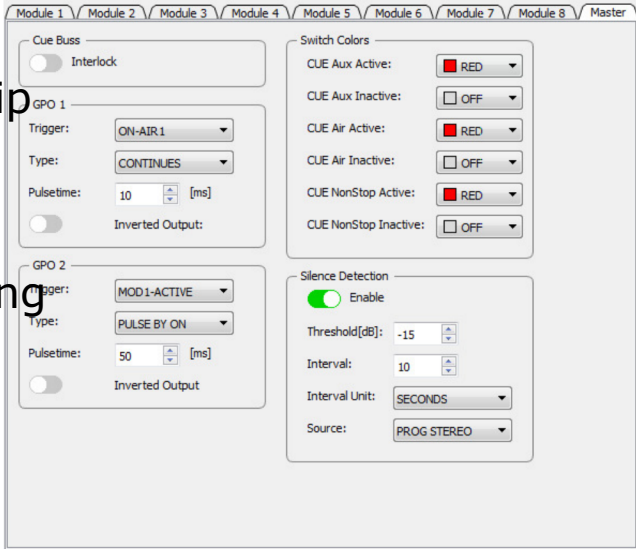 Module 1 Module 2 Module 3 Module 4 Module 5 Module 6 Module 7 Module 8 Master
Cue Buss
Interlock
ip
GPO 1
Trigger: ON-AIR1
Type: CONTINUES
Pulsetime: 10 [ms]
Inverted Output:
ng
GPO 2
Trigger: MOD1-ACTIVE
Type: PULSE BY ON
Pulsetime: 50 [ms]
Inverted Output
Switch Colors
CUE Aux Active: RED
CUE Aux Inactive: OFF
CUE Air Active: RED
CUE Air Inactive: OFF
CUE NonStop Active: RED
CUE NonStop Inactive: OFF
Silence Detection
Enable
Threshold[dB]: -15
Interval: 10
Interval Unit: SECONDS
Source: PROG STEREO